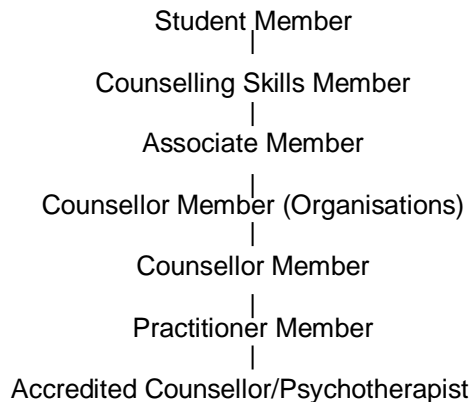 Student Member
Counselling Skills Member
Associate Member
Counsellor Member (Organisations)
Counsellor Member
Practitioner Member
Accredited Counsellor/Psychotherapist